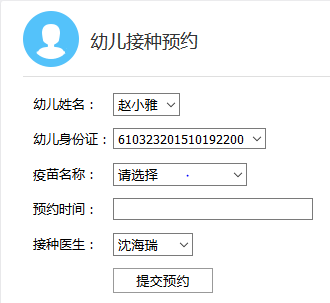 幼儿接种预约
幼儿姓名： 赵小雅
幼儿身份证： 610323201510192200
疫苗名称： 请选择
预约时间：
接种医生： 沈海瑞
提交预约